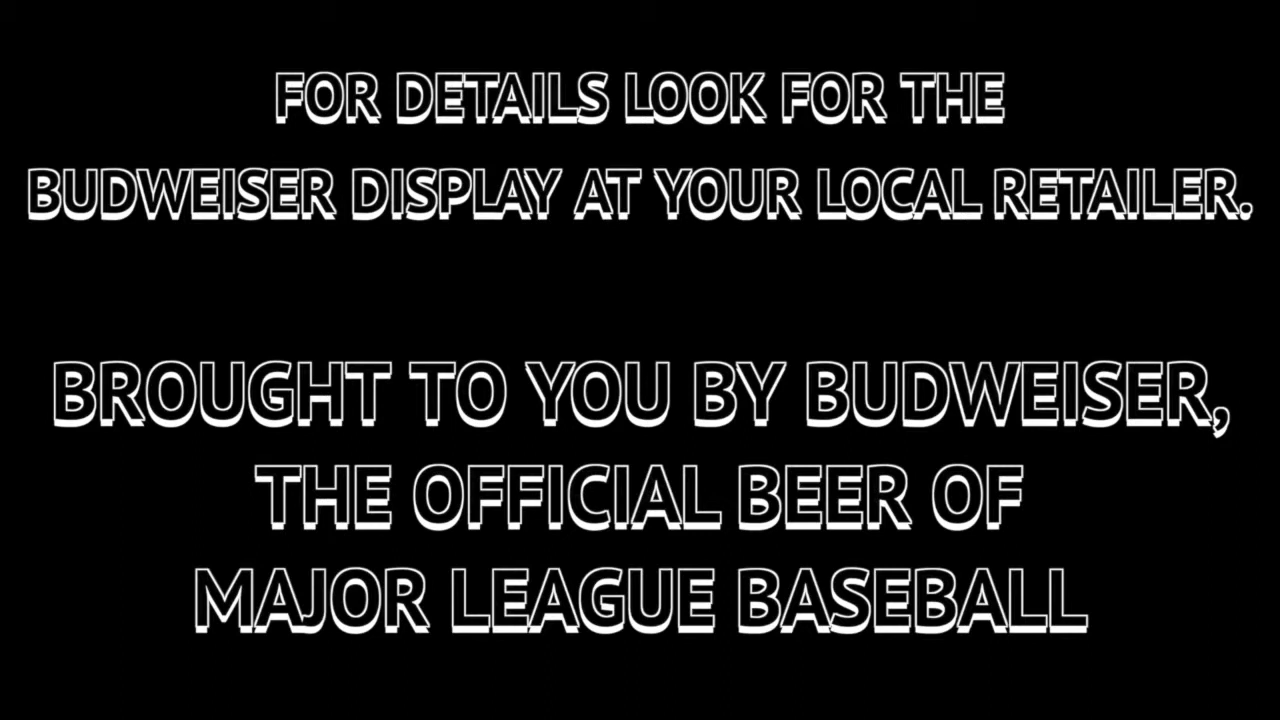 FOR DETAILS LOOK FOR THE
BUDWEISER DISPLAY AT YOUR LOCAL RETAILER.
BROUGHT TO YOU BY BUDWEISER,
THE OFFICIAL BEER OF
MAJOR LEAGUE BASEBALL